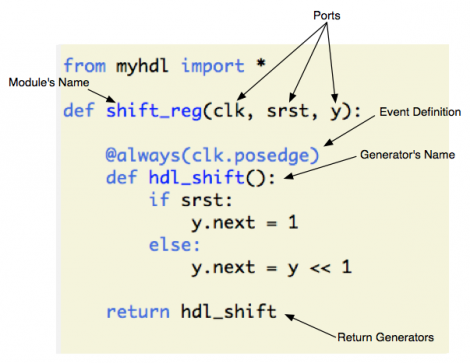 Ports
from myhdl import *
Module's Name
def shift_reg(clk, srst, y):
Event Definition
@always(clk.posedge)
Generator's Name
def hdl_shift():
if srst:
y.next = 1
else:
y.next = y << 1
return hdl_shift
Return Generators